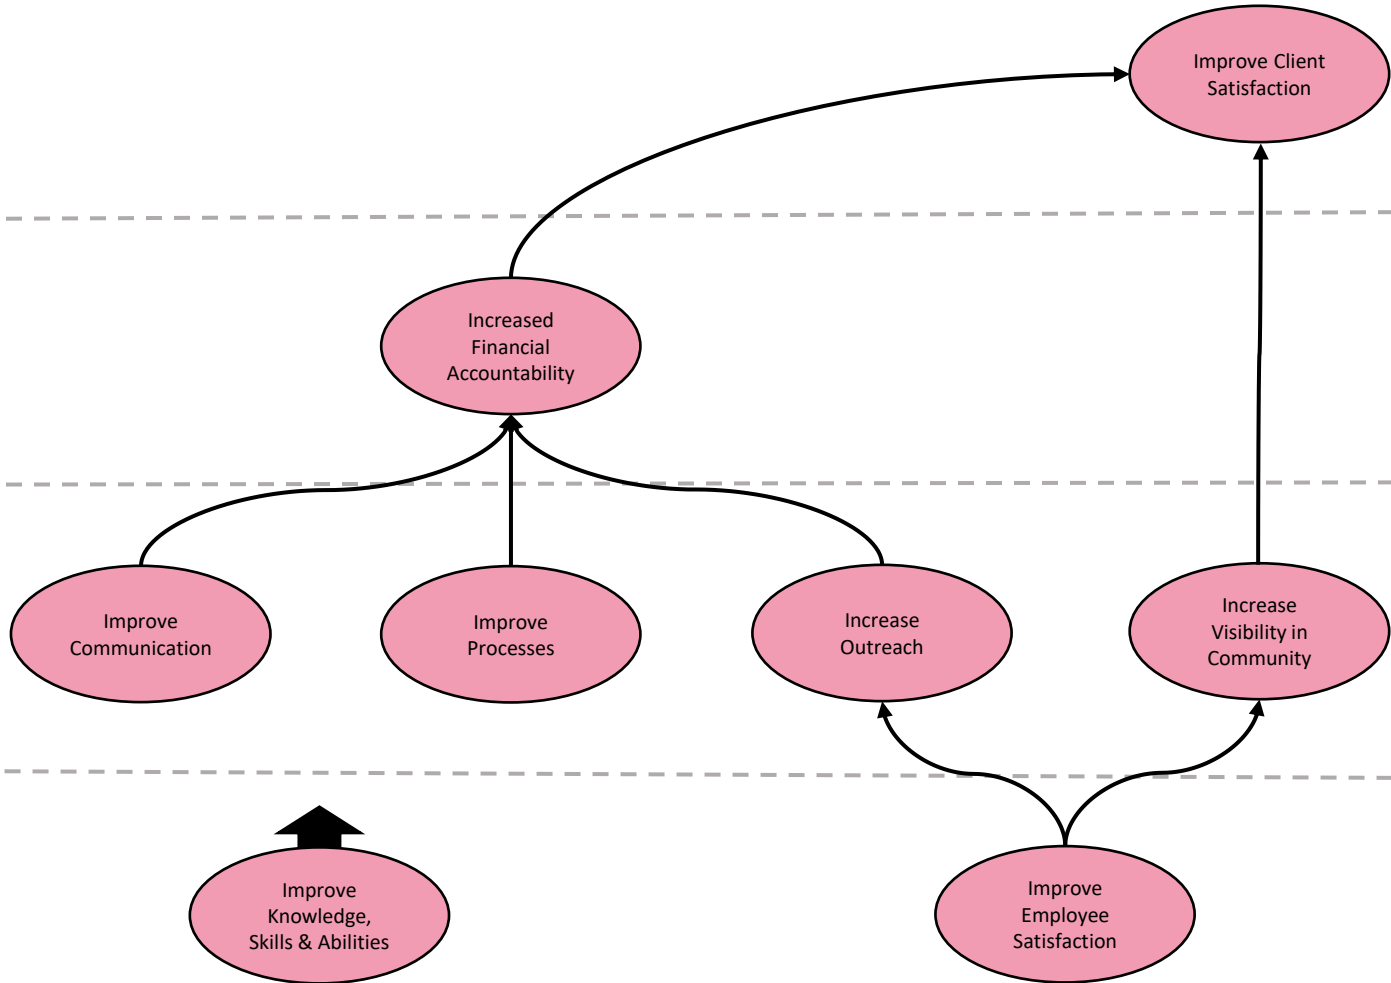 Improve Client
Satisfaction
Increased
Financial
Accountability
Improve
Communication
Improve
Processes
Increase
Outreach
Increase
Visibility in
Community
Improve
Knowledge,
Skills & Abilities
Improve
Employee
Satisfaction